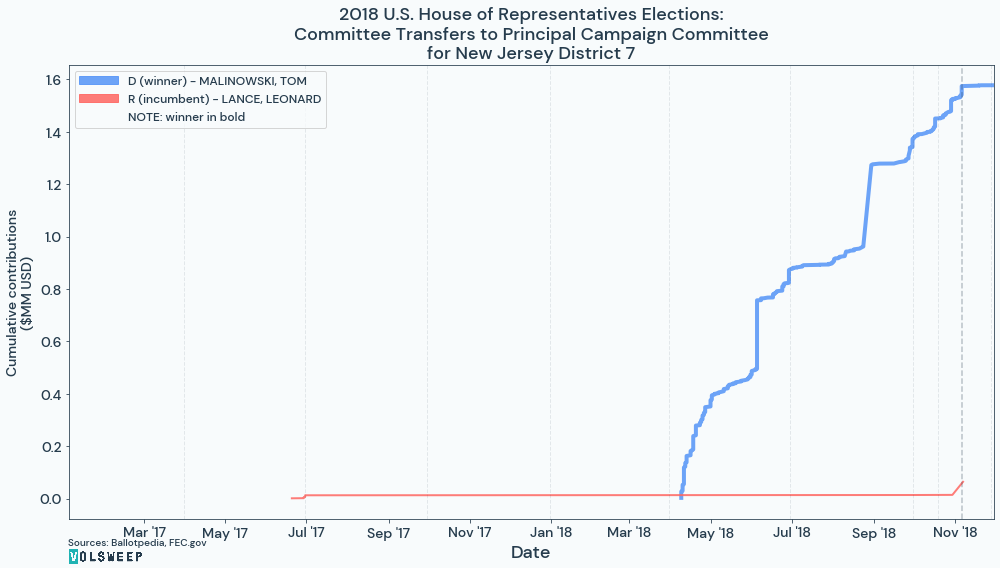 2018 U.S. House of Representatives Elections:
Committee Transfers to Principal Campaign Committee
for New Jersey District 7
D (winner) - MALINOWSKI, TOM
R (incumbent) - LANCE, LEONARD
NOTE: winner in bold
Cumulative contributions
($MM USD)
1.6
1.4
1.2
1.0
0.8
0.6
0.4
0.2
0.0
Mar '17
May '17
Jul '17
Sep '17
Nov '17
Jan '18
Mar '18
May '18
Jul '18
Sep '18
Nov '18
Date
Sources: Ballotpedia, FEC.gov
VOLSWEEP